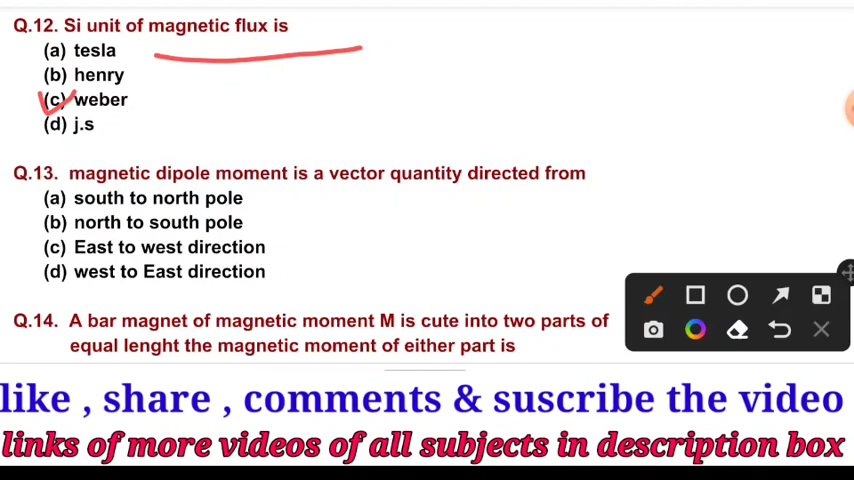 Q.12. Si unit of magnetic flux is
(a) tesla
(b) henry
(c) weber
(d) j.s
Q.13. magnetic dipole moment is a vector quantity directed from
(a) south to north pole
(b) north to south pole
(c) East to west direction
(d) west to East direction
Q.14. A bar magnet of magnetic moment M is cute into two parts of
equal lenght the magnetic moment of either part is
like , share , comments & suscribe the video
links of more videos of all subjects in description box